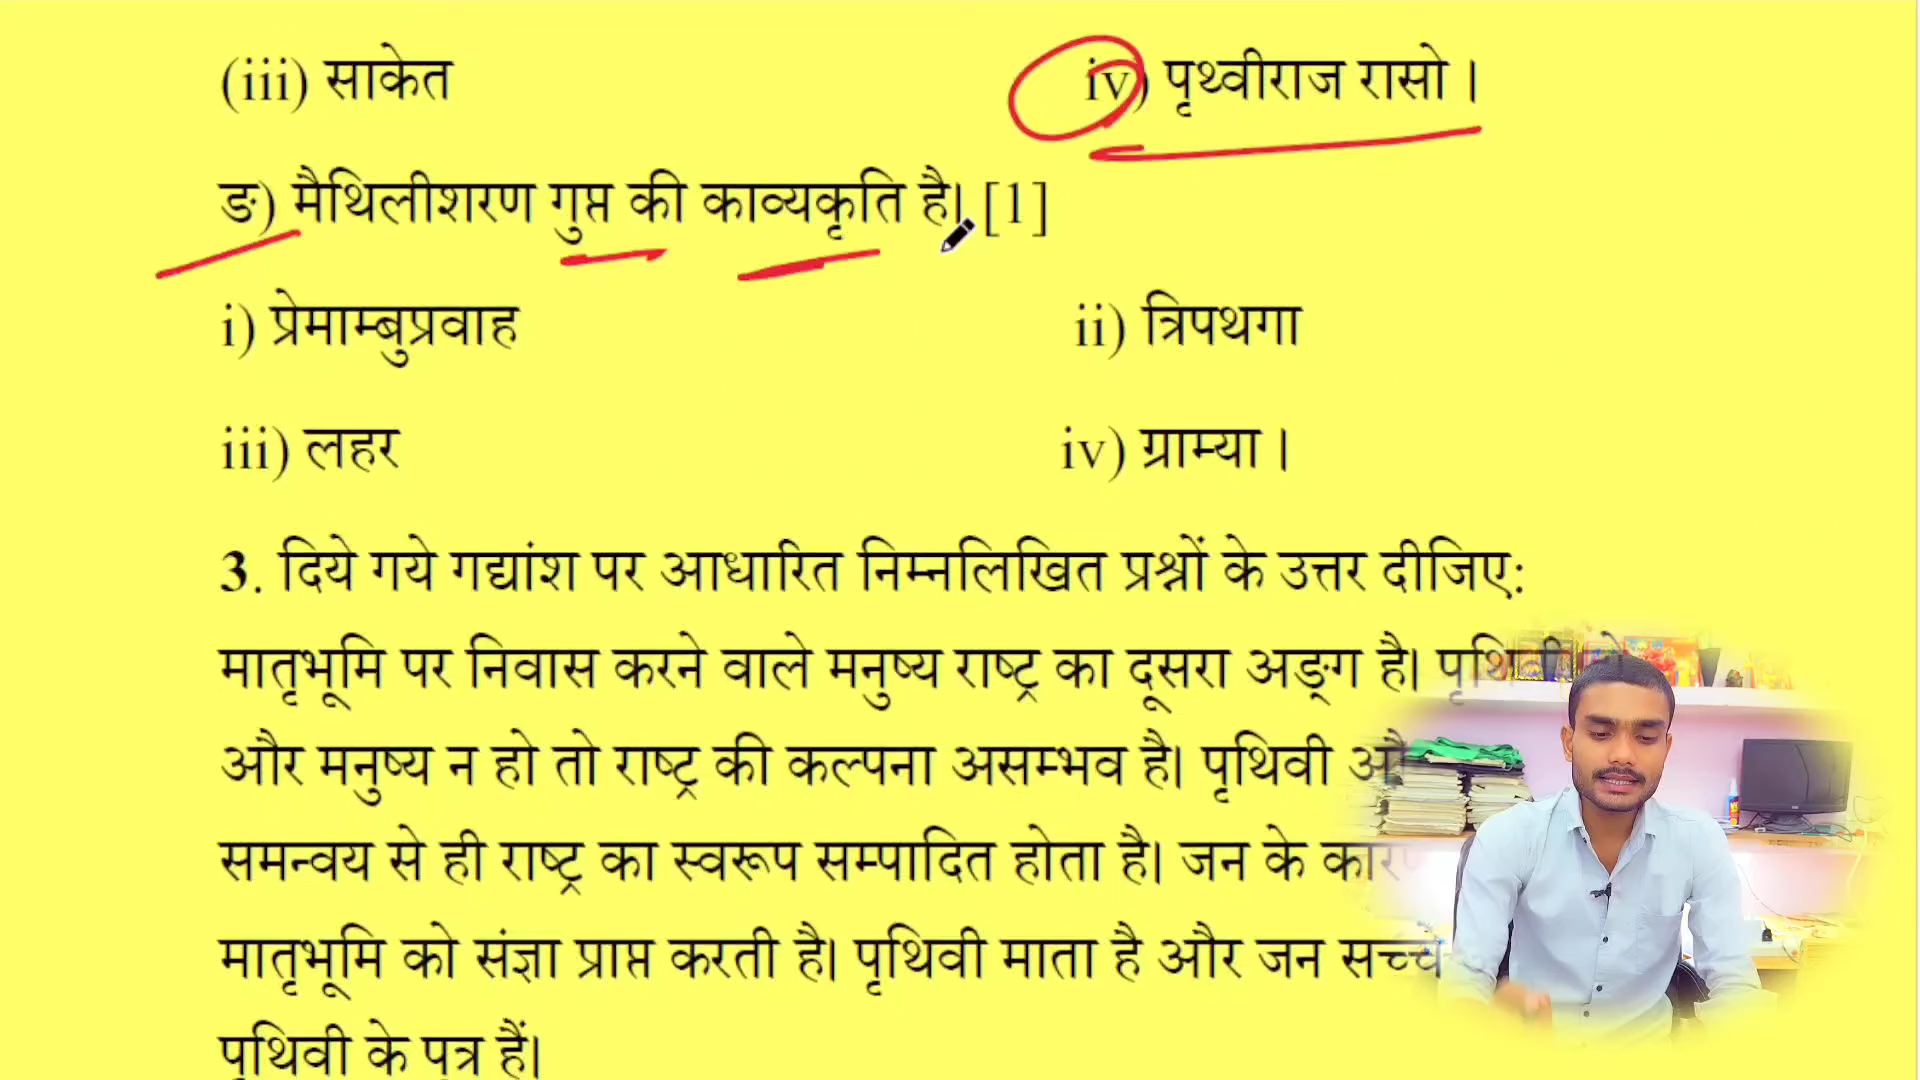 (iii) साकेत iv) पृथ्वीराज रासो।
ङ) मैथिलीशरण गुप्त की काव्यकृति है। [1]
i) प्रेमाम्बुप्रवाह ii) त्रिपथगा
iii) लहर iv) ग्राम्या।
3. दिये गये गद्यांश पर आधारित निम्नलिखित प्रश्नों के उत्तर दीजिए:
मातृभूमि पर निवास करने वाले मनुष्य राष्ट्र का दूसरा अङ्ग है।
और मनुष्य न हो तो राष्ट्र की कल्पना असम्भव है। पृथिवी
समन्वय से ही राष्ट्र का स्वरूप सम्पादित होता है। जन के
मातृभूमि को संज्ञा प्राप्त करती है। पृथिवी माता है और जन
पृथिवी के पुत्र हैं।